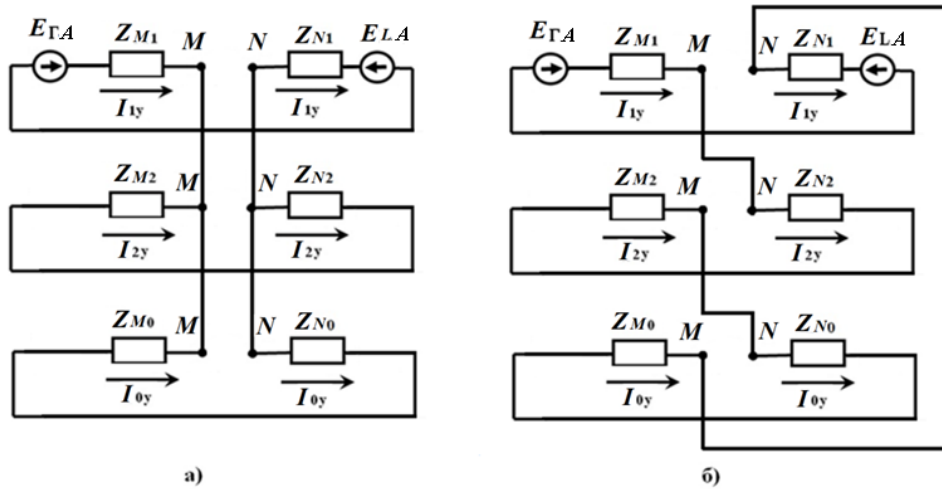 EГA ZM1 M N ZN1 ELA EГA ZM1 M N ZN1 ELA
I1y I1y I1y I1y
ZM2 M N ZN2 ZM2 M N ZN2
I2y I2y I2y I2y
ZM0 M N ZN0 ZM0 M N ZN0
I0y I0y I0y I0y
а) б)